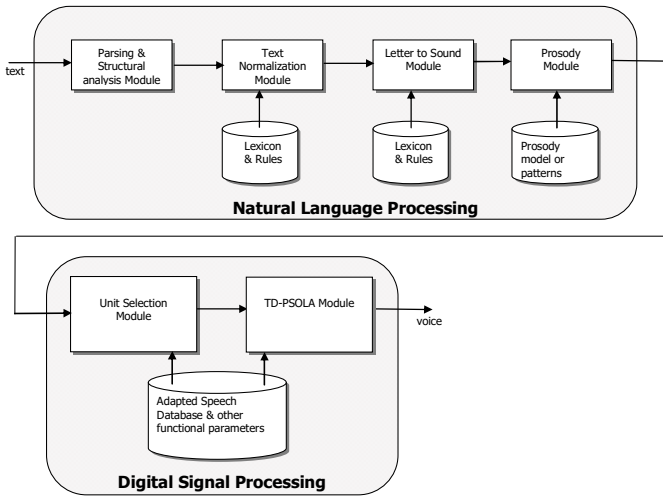 text
Parsing &
Structural
analysis Module
Text
Normalization
Module
Letter to Sound
Module
Prosody
Module
Lexicon
& Rules
Lexicon
& Rules
Prosody
model or
patterns
Natural Language Processing
Unit Selection
Module
TD-PSOLA Module
voice
Adapted Speech
Database & other
functional parameters
Digital Signal Processing